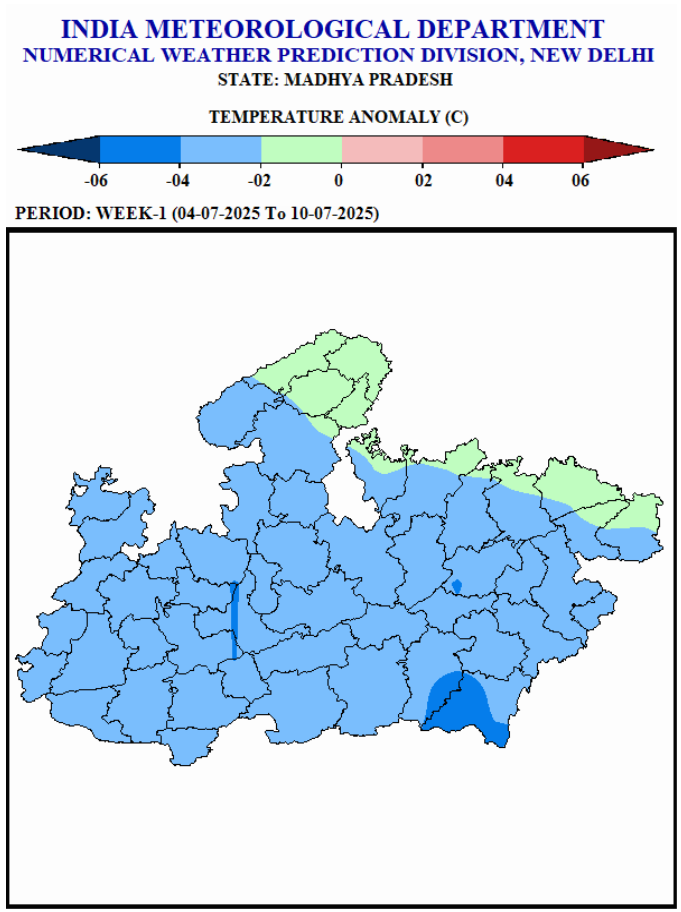 INDIA METEOROLOGICAL DEPARTMENT
NUMERICAL WEATHER PREDICTION DIVISION, NEW DELHI
STATE: MADHYA PRADESH
TEMPERATURE ANOMALY (C)
-06 -04 -02 0 02 04 06
PERIOD: WEEK-1 (04-07-2025 To 10-07-2025)